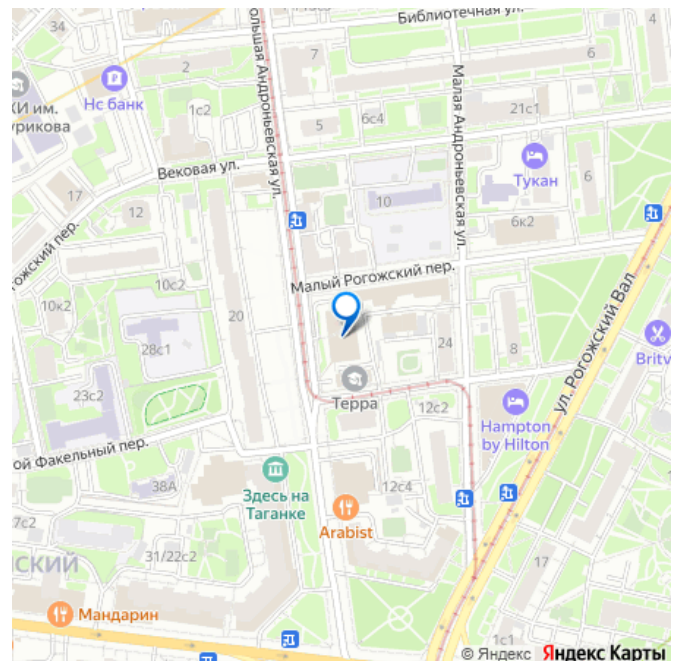 34
Библиотечная ул.
4
7
6
2
ХИ им.
урикова
Нс банк
1с2
5
6с4
21с1
Большая Андроньевская ул.
Малая Андроньевская ул.
Вековая ул.
Тукан
6
17
12
10
6к2
гожский пер.
Малый Рогожский пер.
10с2
10к2
20
28с1
24
8
ул. Рогожский Вал
Britv
23с2
Терра
12с2
Hampton
by Hilton
ой Факельный пер.
38А
Здесь на
Таганке
12с4
Arabist
7с2
31/22с2
СКИЙ
17
Мандарин
1с1
© Яндекс Яндекс Карты